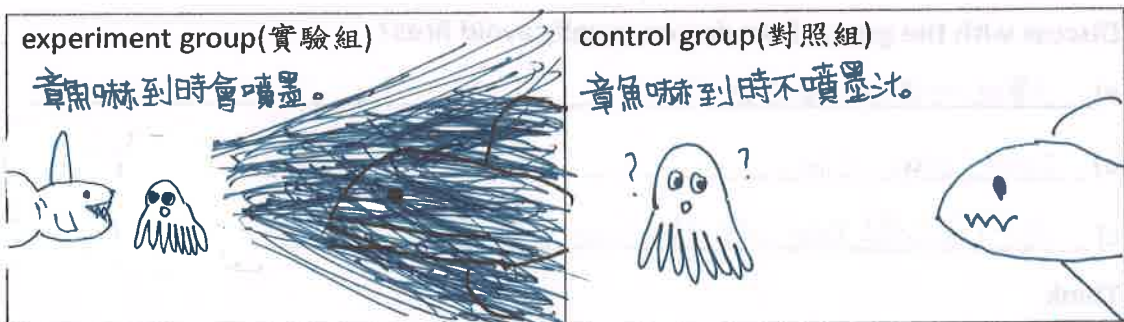 experiment group(實驗組)
章魚嚇到時會噴墨。
control group(對照組)
章魚嚇到時不噴墨汁。
? ?